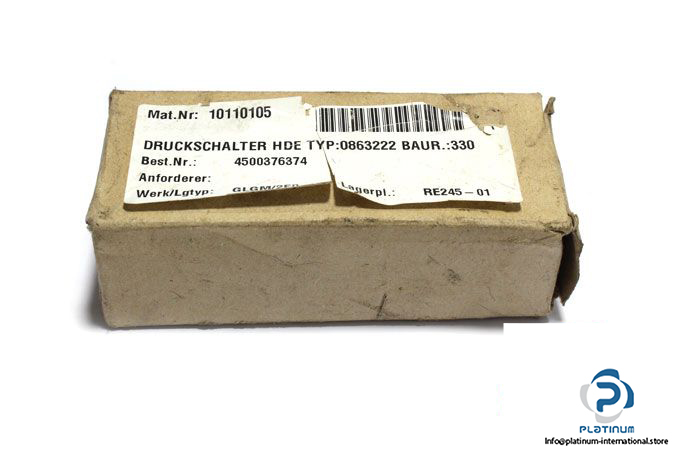 Mat.Nr: 10110105
DRUCKSCHALTER HDE TYP:0863222 BAUR.:330
Best.Nr.: 4500376374
Anforderer:
Werk/Lgtyp: Lagerpl.: RE245-01
PLATINUM
info@platinum-international.store